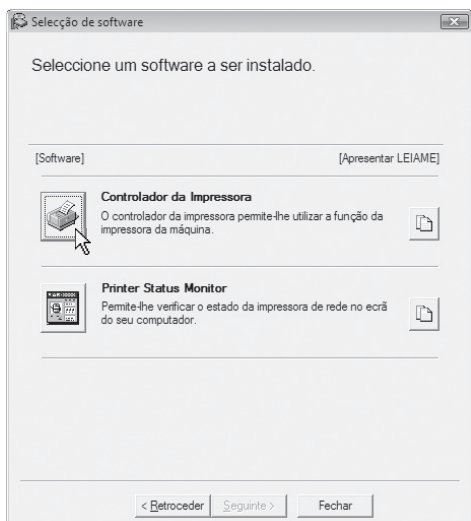 Selecção de software
Seleccione um software a ser instalado.
[Software] [Apresentar LEIAME]
Controlador da Impressora
O controlador da impressora permite-lhe utilizar a função da
impressora da máquina.
Printer Status Monitor
Permite-lhe verificar o estado da impressora de rede no ecrã
do seu computador.
< Retroceder Seguinte > Fechar